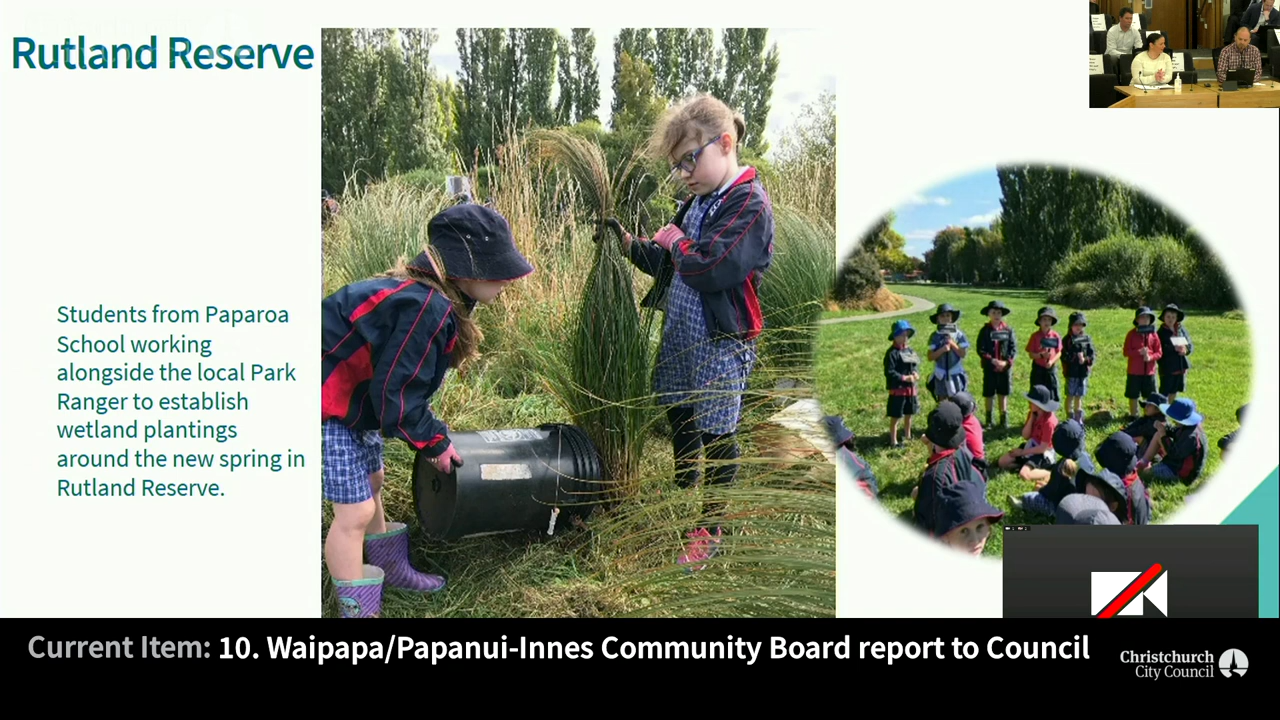 Rutland Reserve
Students from Paparoa
School working
alongside the local Park
Ranger to establish
wetland plantings
around the new spring in
Rutland Reserve.
Current Item: 10. Waipapa/Papanui-Innes Community Board report to Council
Christchurch
City Council